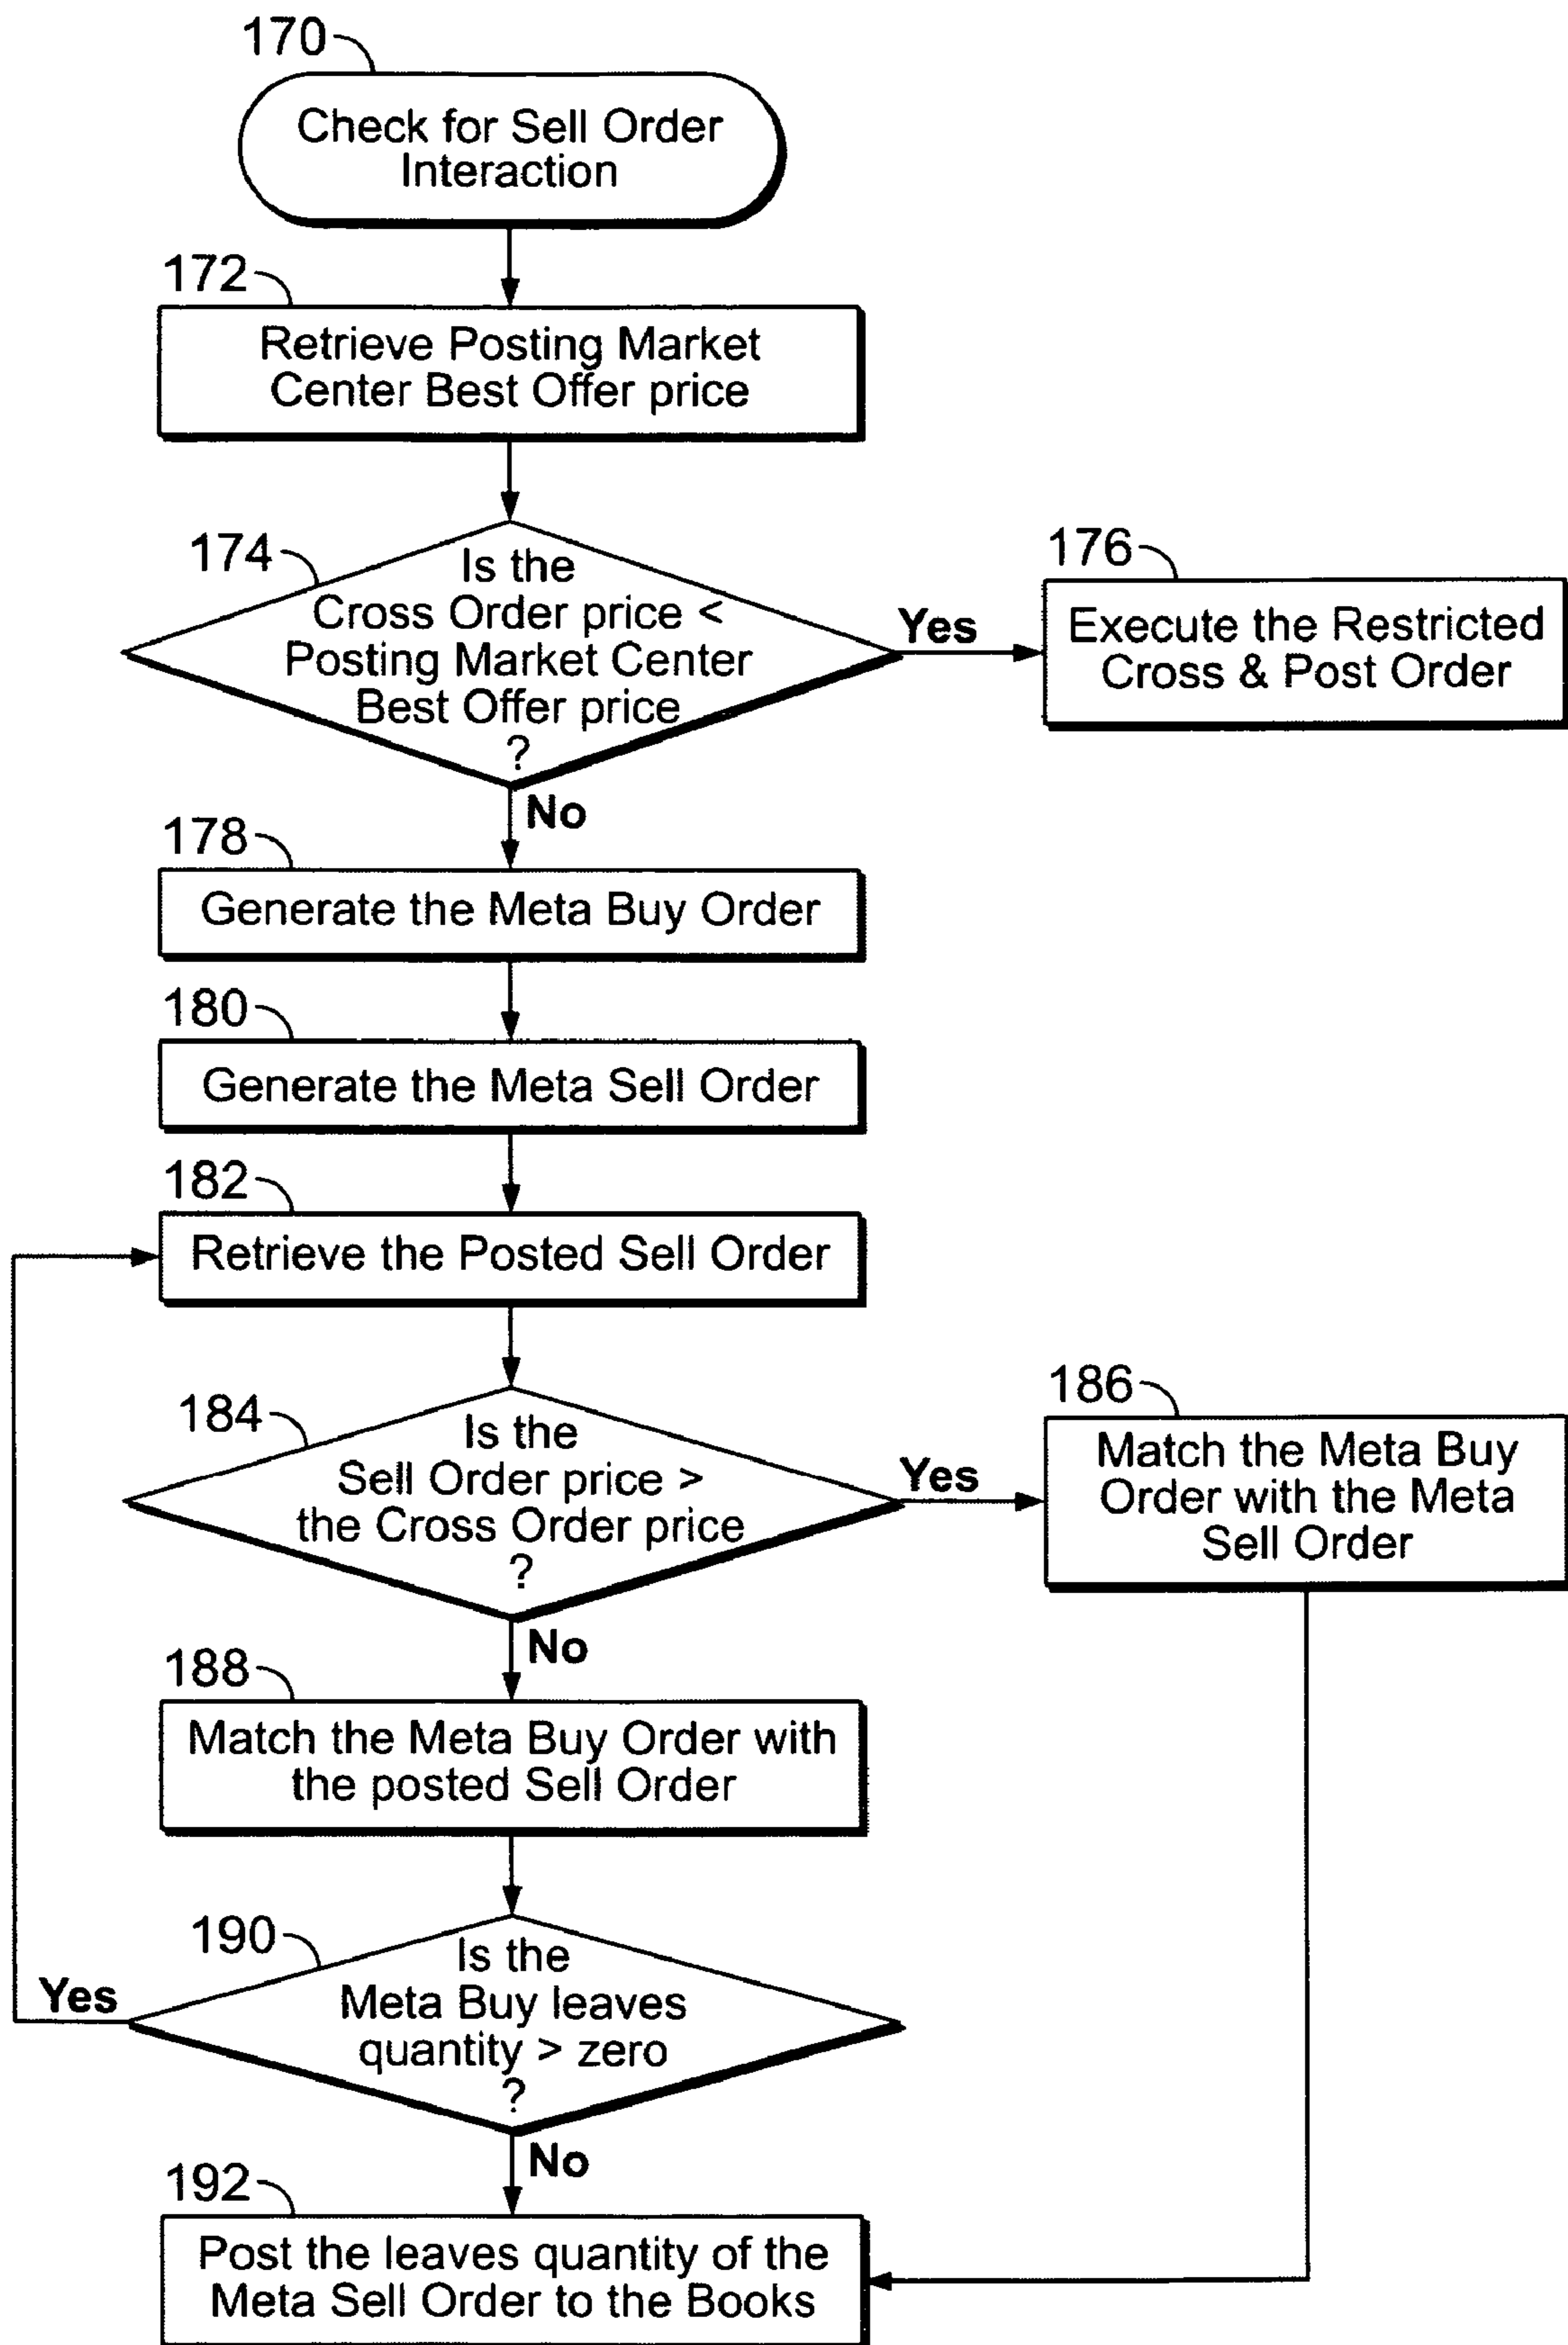 170
Check for Sell Order
Interaction
172
Retrieve Posting Market
Center Best Offer price
174
Is the
Cross Order price <
Posting Market Center
Best Offer price
?
Yes
176
Execute the Restricted
Cross & Post Order
No
178
Generate the Meta Buy Order
180
Generate the Meta Sell Order
182
Retrieve the Posted Sell Order
184
Is the
Sell Order price >
the Cross Order price
?
Yes
186
Match the Meta Buy
Order with the Meta
Sell Order
No
188
Match the Meta Buy Order with
the posted Sell Order
190
Is the
Meta Buy leaves
quantity > zero
?
Yes
No
192
Post the leaves quantity of the
Meta Sell Order to the Books